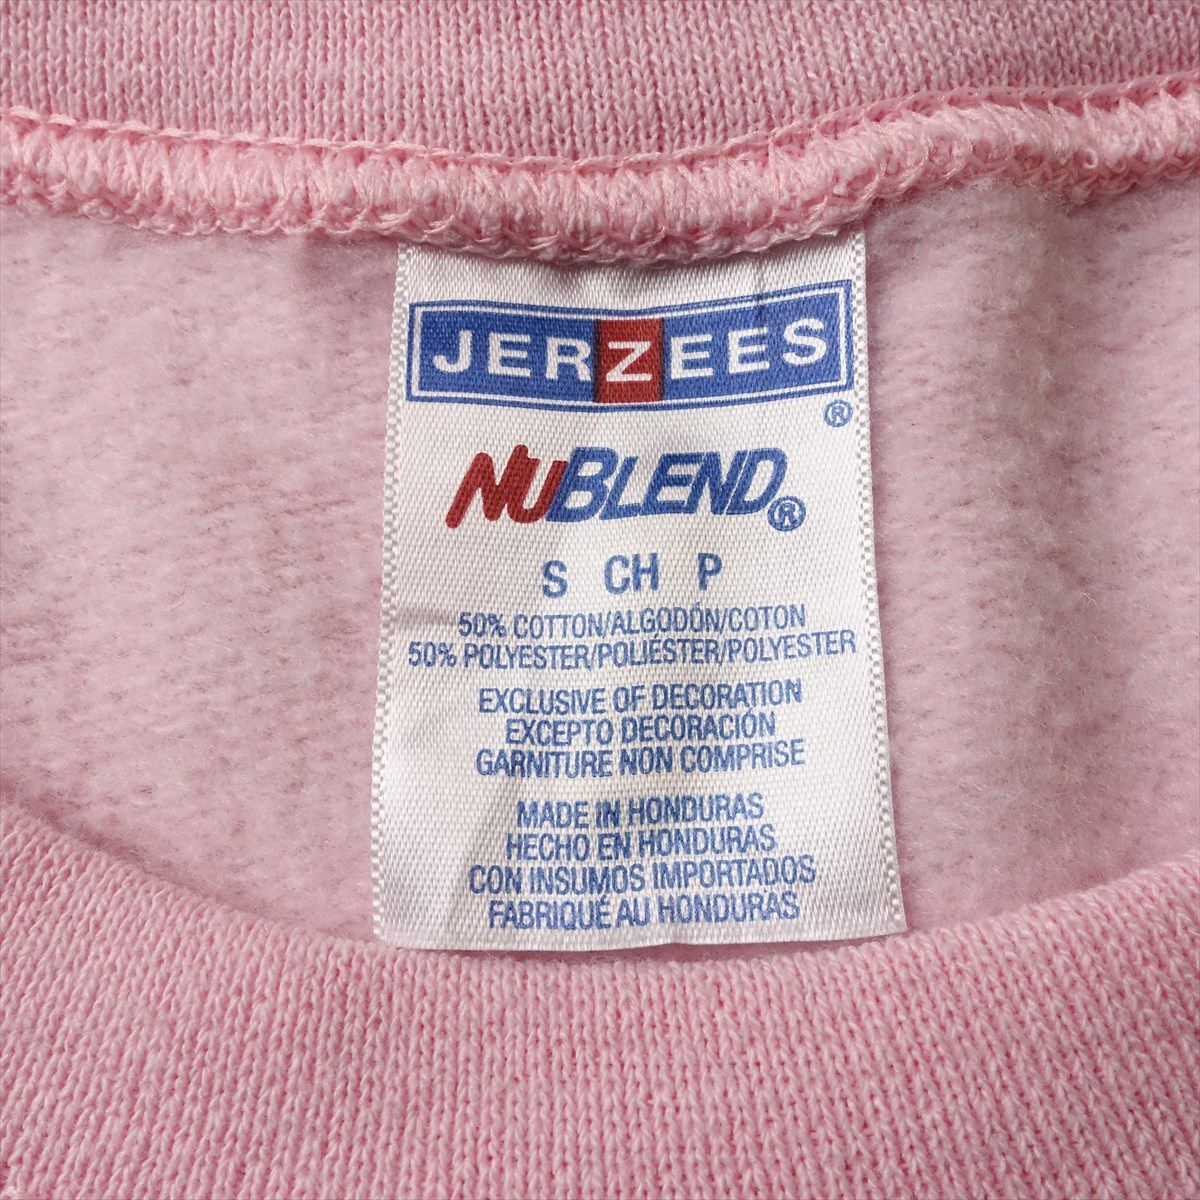 JERZEES
®
NUBLEND®
S CH P
50% COTTON/ALGODÓN/COTON
50% POLYESTER/POLIÉSTER/POLYESTER
EXCLUSIVE OF DECORATION
EXCEPTO DECORACIÓN
GARNITURE NON COMPRISE
MADE IN HONDURAS
HECHO EN HONDURAS
CON INSUMOS IMPORTADOS
FABRIQUÉ AU HONDURAS